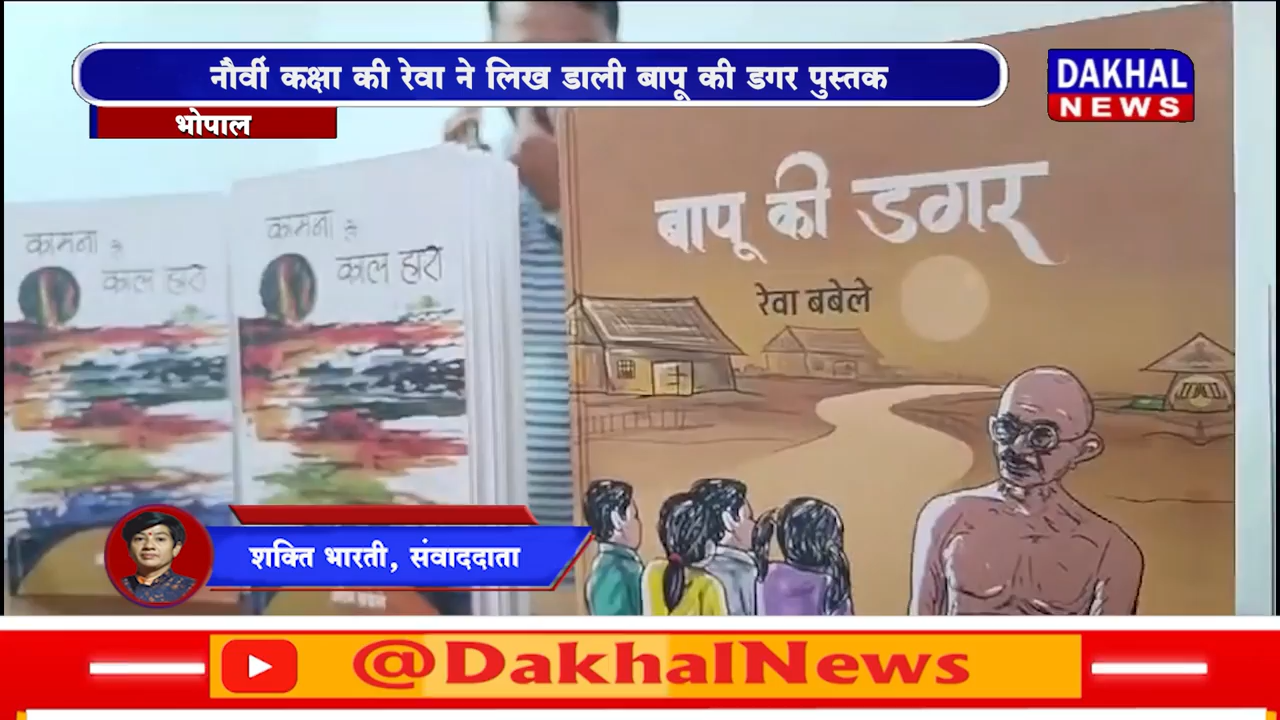 नौवीं कक्षा की रेवा ने लिख डाली बापू की डगर पुस्तक
DAKHAL
NEWS
भोपाल
बापू की डगर
रेवा बबेले
कामना
काल हारी
कामना
काल हारी
शक्ति भारती, संवाददाता
@DakhalNews